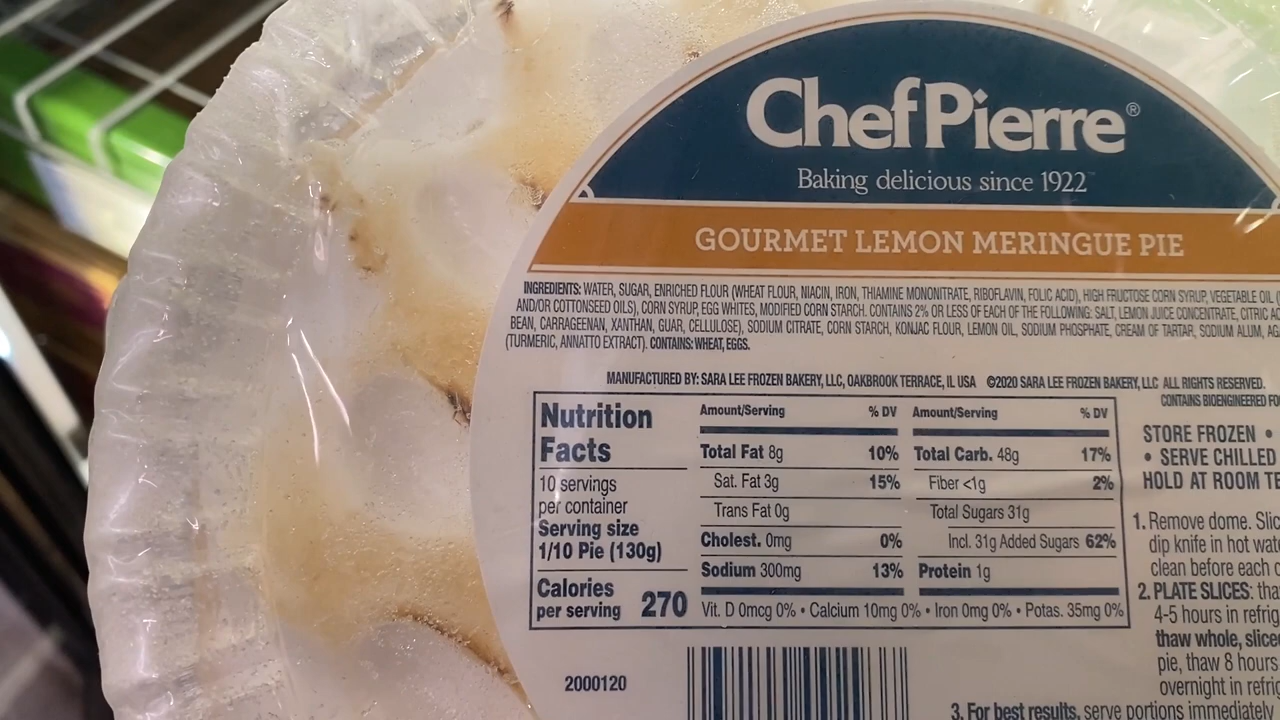 ChefPierre®
Baking delicious since 1922
GOURMET LEMON MERINGUE PIE
INGREDIENTS: WATER, SUGAR, ENRICHED FLOUR (WHEAT FLOUR, NIACIN, IRON, THIAMINE MONONITRATE, RIBOFLAVIN, FOLIC ACID), HIGH FRUCTOSE CORN SYRUP, VEGETABLE OIL
AND/OR COTTONSEED OILS), CORN SYRUP, EGG WHITES, MODIFIED CORN STARCH. CONTAINS 2% OR LESS OF EACH OF THE FOLLOWING: SALT, LEMON JUICE CONCENTRATE, CITRIC
BEAN, CARRAGEENAN, XANTHAN, GUAR, CELLULOSE), SODIUM CITRATE, CORN STARCH, KONJAC FLOUR, LEMON OIL, SODIUM PHOSPHATE, CREAM OF TARTAR, SODIUM ALUM,
(TURMERIC, ANNATTO EXTRACT). CONTAINS: WHEAT, EGGS.
MANUFACTURED BY: SARA LEE FROZEN BAKERY, LLC, OAKBROOK TERRACE, IL USA ©2020 SARA LEE FROZEN BAKERY, LLC ALL RIGHTS RESERVED.
CONTAINS BIOENGINEERED
Nutrition
Facts
10 servings
per container
Serving size
1/10 Pie (130g)
Calories
per serving 270
Amount/Serving % DV
Total Fat 8g 10%
Sat. Fat 3g 15%
Trans Fat 0g
Cholest. 0mg 0%
Sodium 300mg 13%
Amount/Serving % DV
Total Carb. 48g 17%
Fiber <1g 2%
Total Sugars 31g
Incl. 31g Added Sugars 62%
Protein 1g
Vit. D 0mcg 0% • Calcium 10mg 0% • Iron 0mg 0% • Potas. 35mg 0%
STORE FROZEN •
• SERVE CHILLED
HOLD AT ROOM
1. Remove dome.
dip knife in hot
clean before each
2. PLATE SLICES:
4-5 hours in
thaw whole,
pie, thaw 8 hours
overnight in
3. For best results, serve portions immediately
2000120